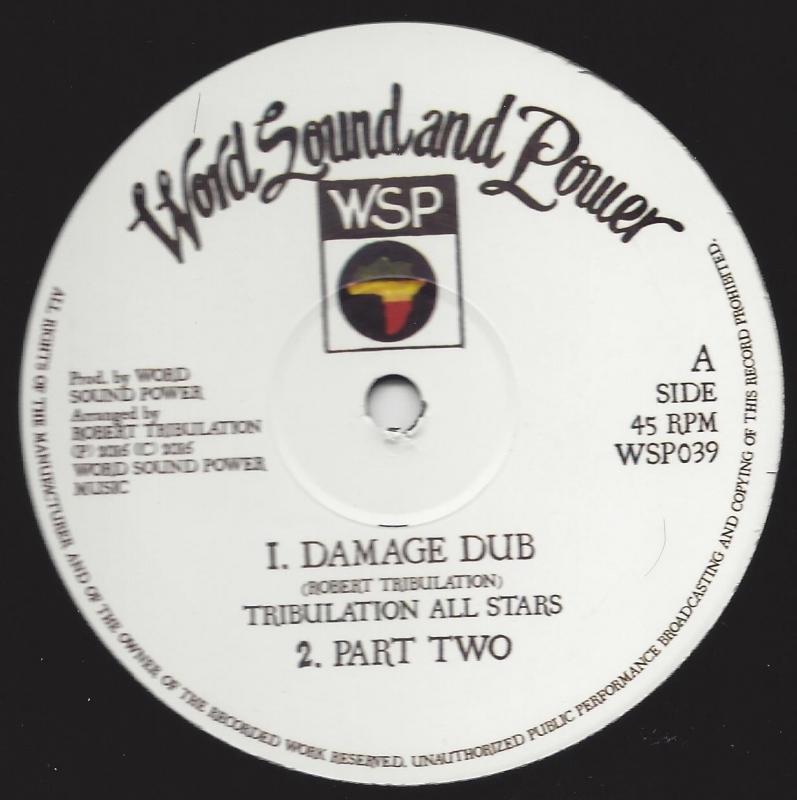 Word Sound and Power
WSP
Prod. by WORD
SOUND POWER
Arranged by
ROBERT TRIBULATION
(P) 2016 (C) 2016
WORD SOUND POWER
MUSIC
A
SIDE
45 RPM
WSP039
1. DAMAGE DUB
(ROBERT TRIBULATION)
TRIBULATION ALL STARS
2. PART TWO
ALL RIGHTS OF THE MANUFACTURER AND OF THE OWNER OF THE RECORDED WORK RESERVED. UNAUTHORIZED PUBLIC PERFORMANCE BROADCASTING AND COPYING OF THIS RECORD PROHIBITED.